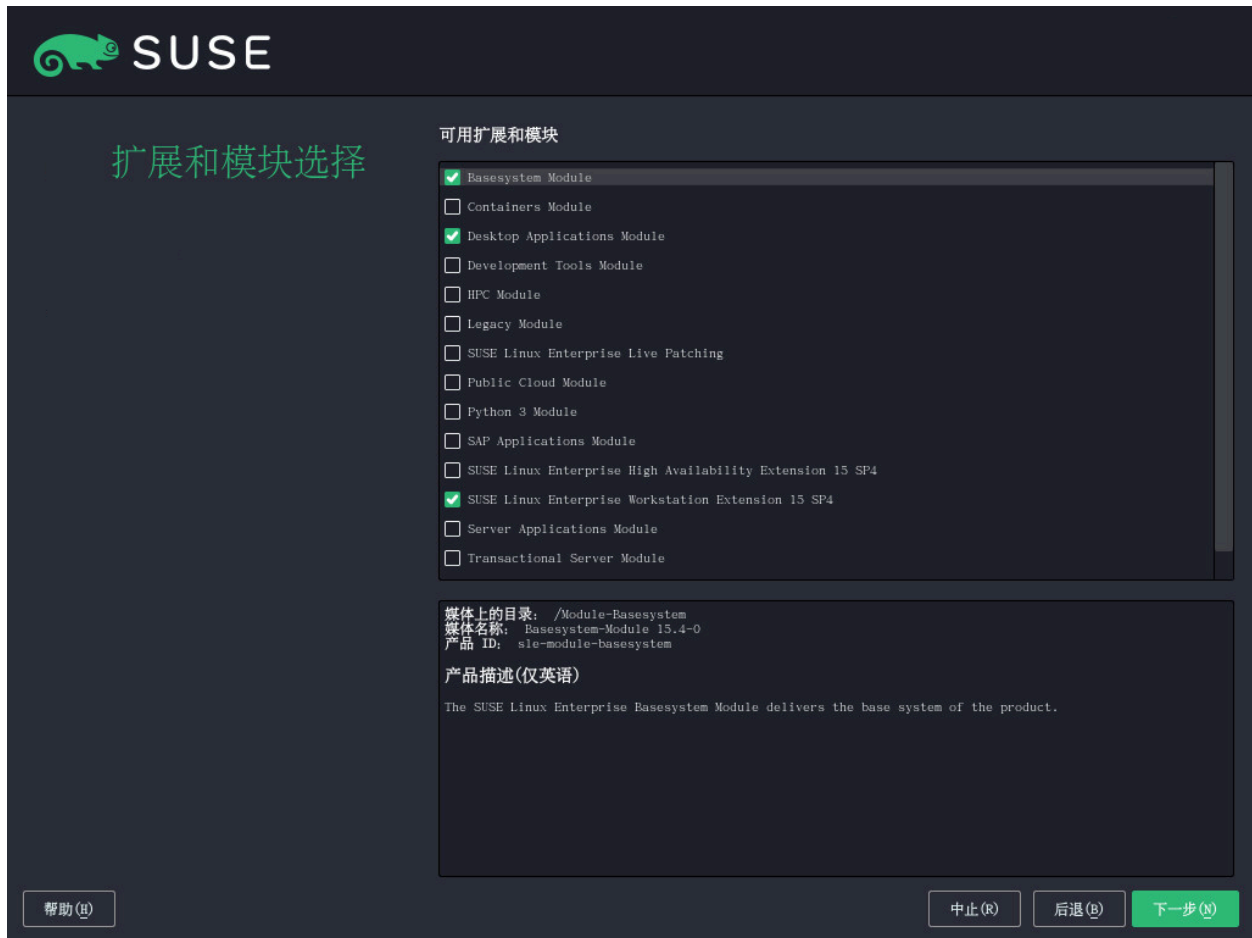 SUSE
扩展和模块选择
可用扩展和模块
Basesystem Module
Containers Module
Desktop Applications Module
Development Tools Module
HPC Module
Legacy Module
SUSE Linux Enterprise Live Patching
Public Cloud Module
Python 3 Module
SAP Applications Module
SUSE Linux Enterprise High Availability Extension 15 SP4
SUSE Linux Enterprise Workstation Extension 15 SP4
Server Applications Module
Transactional Server Module
媒体上的目录: /Module-Basesystem
媒体名称: Basesystem-Module 15.4-0
产品 ID: sle-module-basesystem
产品描述(仅英语)
The SUSE Linux Enterprise Basesystem Module delivers the base system of the product.
帮助(H)
中止(R)
后退(B)
下一步(N)